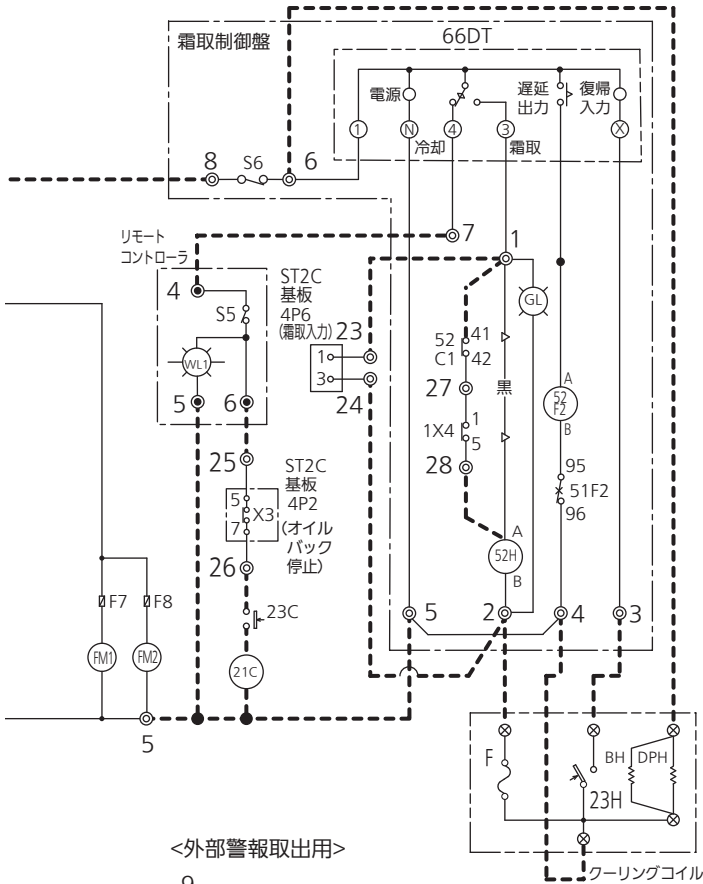 霜取制御盤
66DT
電源
遅延
出力
復帰
入力
1
N
4
冷却
3
霜取
X
8
S6
6
7
リモート
コントローラ
4
S5
WL1
5
6
ST2C
基板
4P6
(霜取入力)
23
1
3
24
1
GL
52
C1
41
42
27
黒
1X4
1
5
28
A
52H
B
A
52
F2
B
95
51F2
96
25
ST2C
基板
4P2
5
X3
7
(オイル
バック
停止)
26
23C
21C
F7
F8
FM1
FM2
5
5
2
4
3
F
23H
BH
DPH
クーリングコイル
<外部警報取出用>